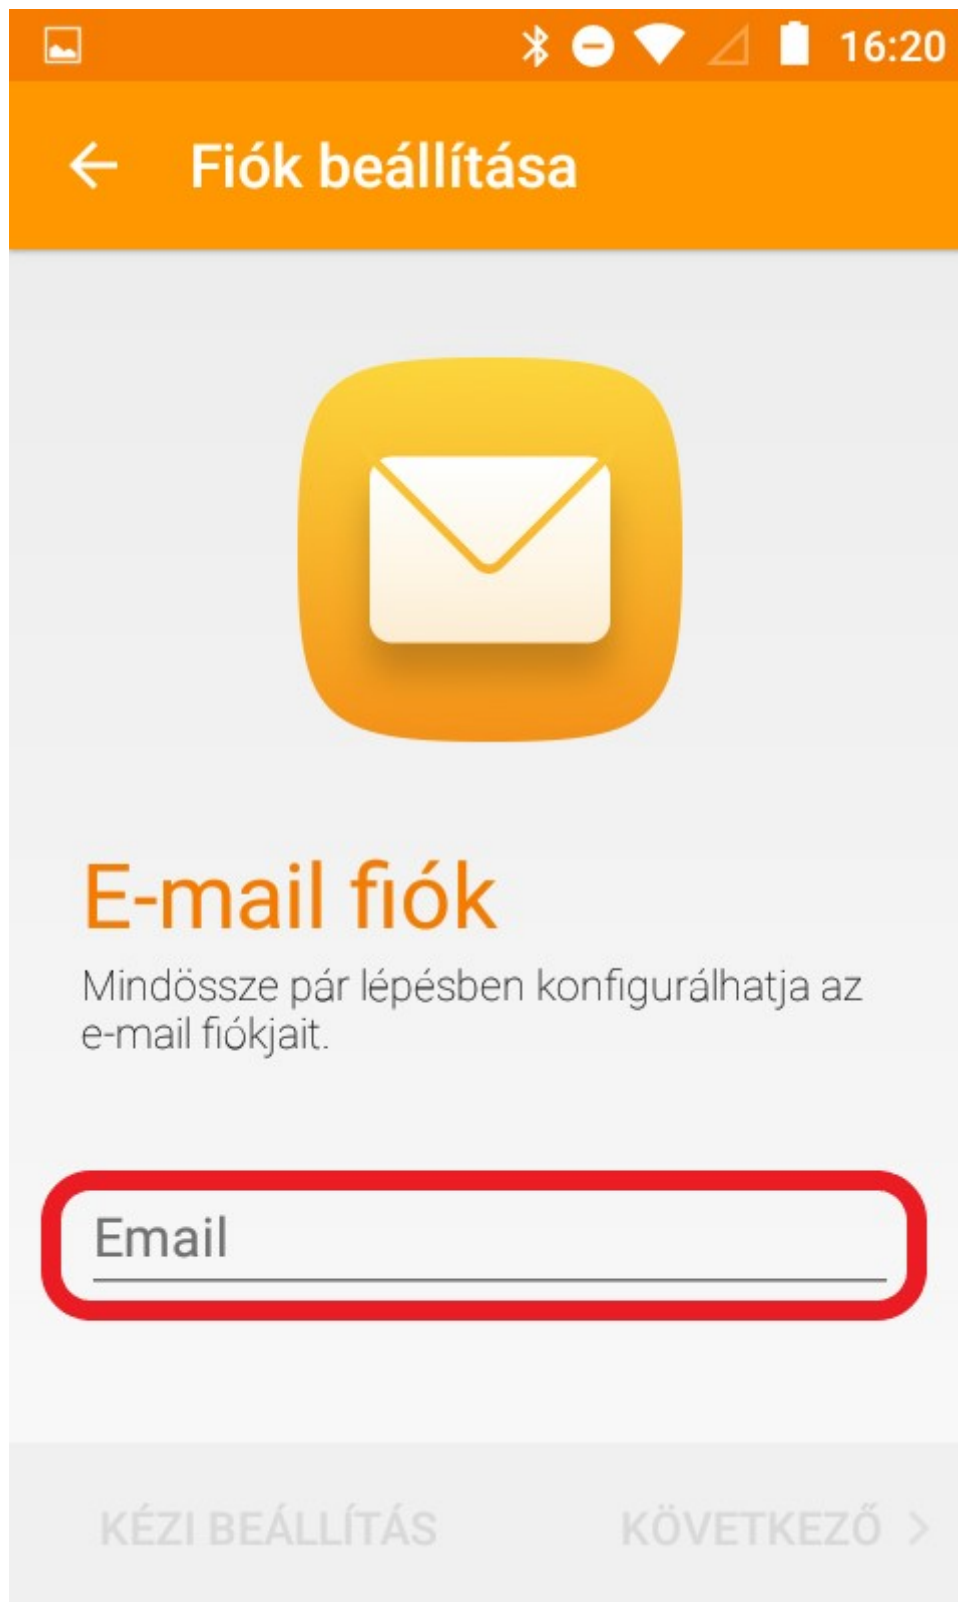 16:20
Fiók beállítása
E-mail fiók
Mindössze pár lépésben konfigurálhatja az
e-mail fiókjait.
Email
KÉZI BEÁLLÍTÁS KÖVETKEZŐ